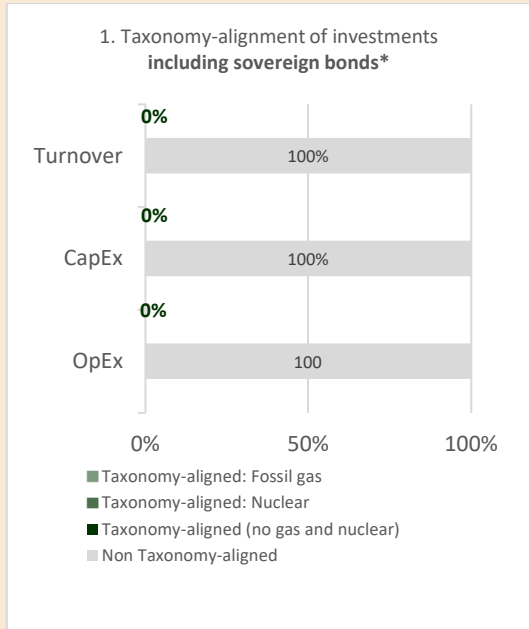 1. Taxonomy-alignment of investments
including sovereign bonds*
0%
Turnover
100%
0%
CapEx
100%
0%
OpEx
100
0%
50%
100%
Taxonomy-aligned: Fossil gas
Taxonomy-aligned: Nuclear
Taxonomy-aligned (no gas and nuclear)
Non Taxonomy-aligned